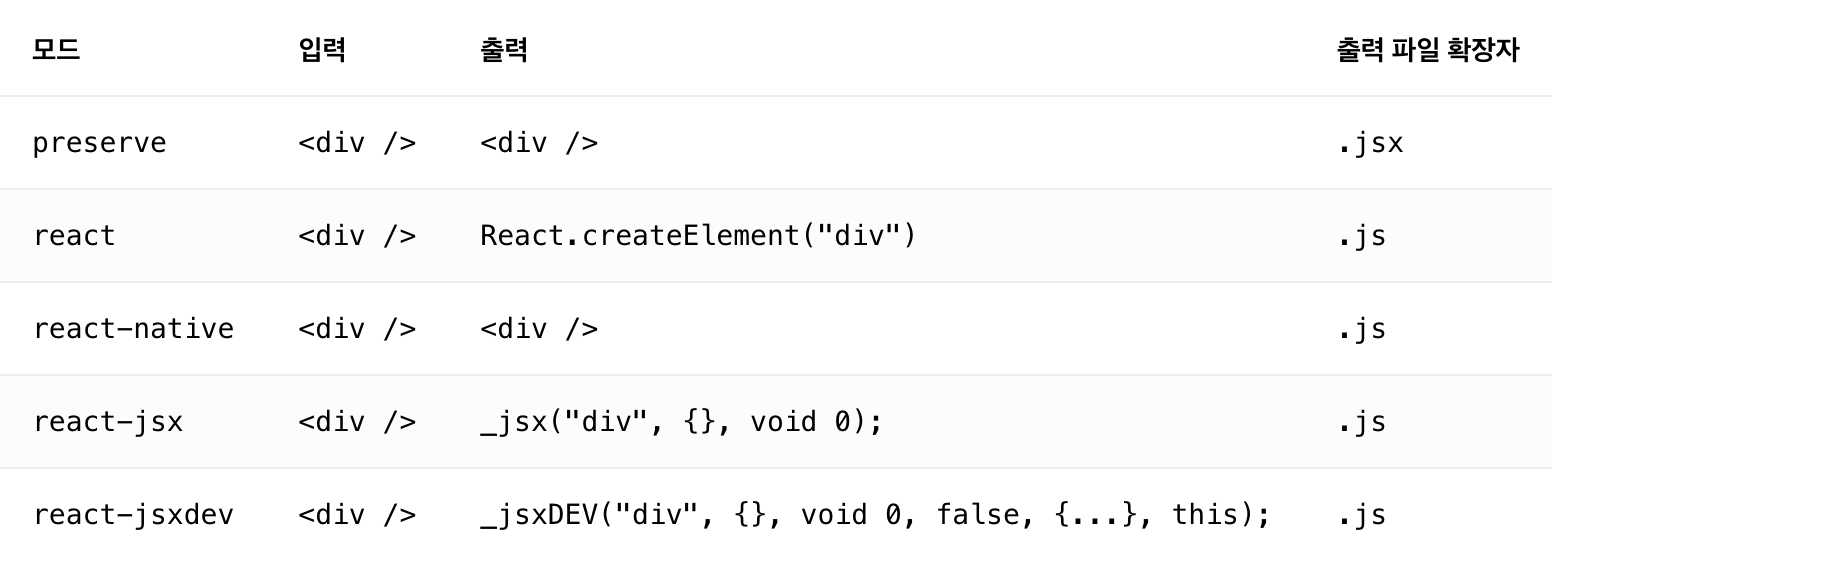 모드 입력 출력 출력 파일 확장자
preserve <div /> <div /> .jsx
react <div /> React.createElement("div") .js
react-native <div /> <div /> .js
react-jsx <div /> _jsx("div", {}, void 0); .js
react-jsxdev <div /> _jsxDEV("div", {}, void 0, false, {...}, this); .js